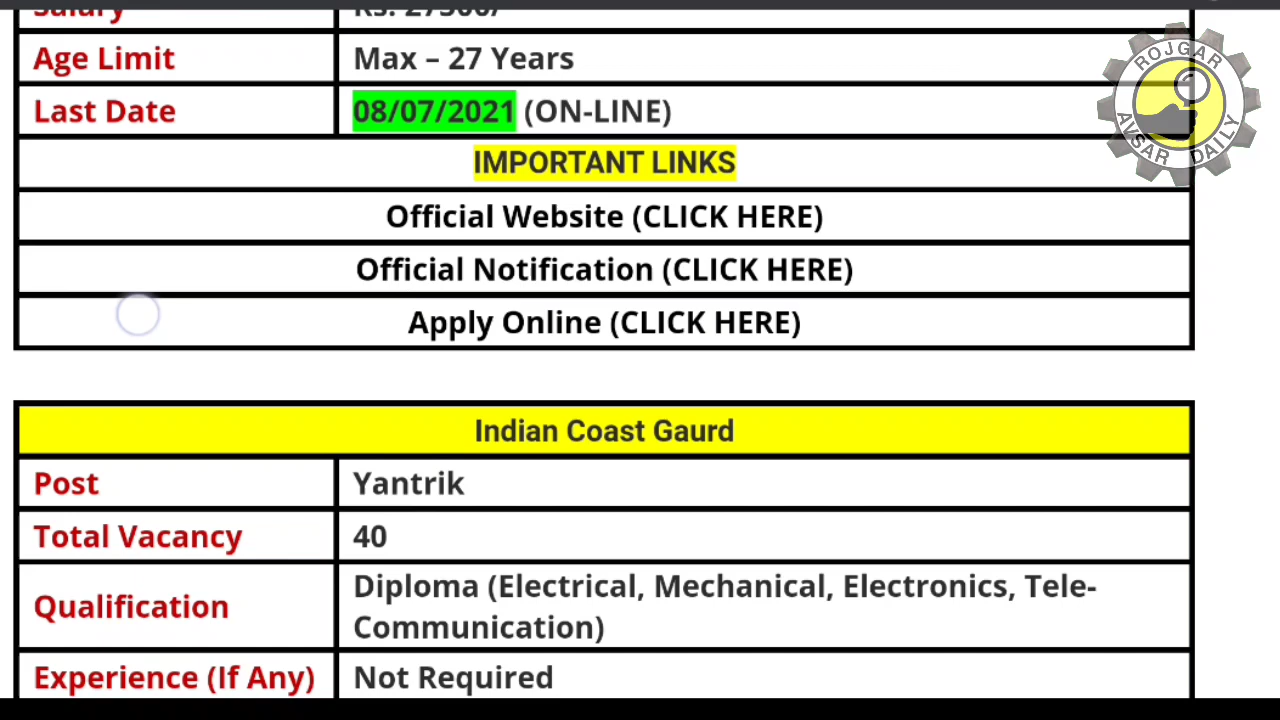 Age Limit Max – 27 Years
Last Date 08/07/2021 (ON-LINE)
IMPORTANT LINKS
Official Website (CLICK HERE)
Official Notification (CLICK HERE)
Apply Online (CLICK HERE)
Indian Coast Gaurd
Post Yantrik
Total Vacancy 40
Qualification Diploma (Electrical, Mechanical, Electronics, Tele-
Communication)
Experience (If Any) Not Required
ROJGAR
AVSAR DAILY